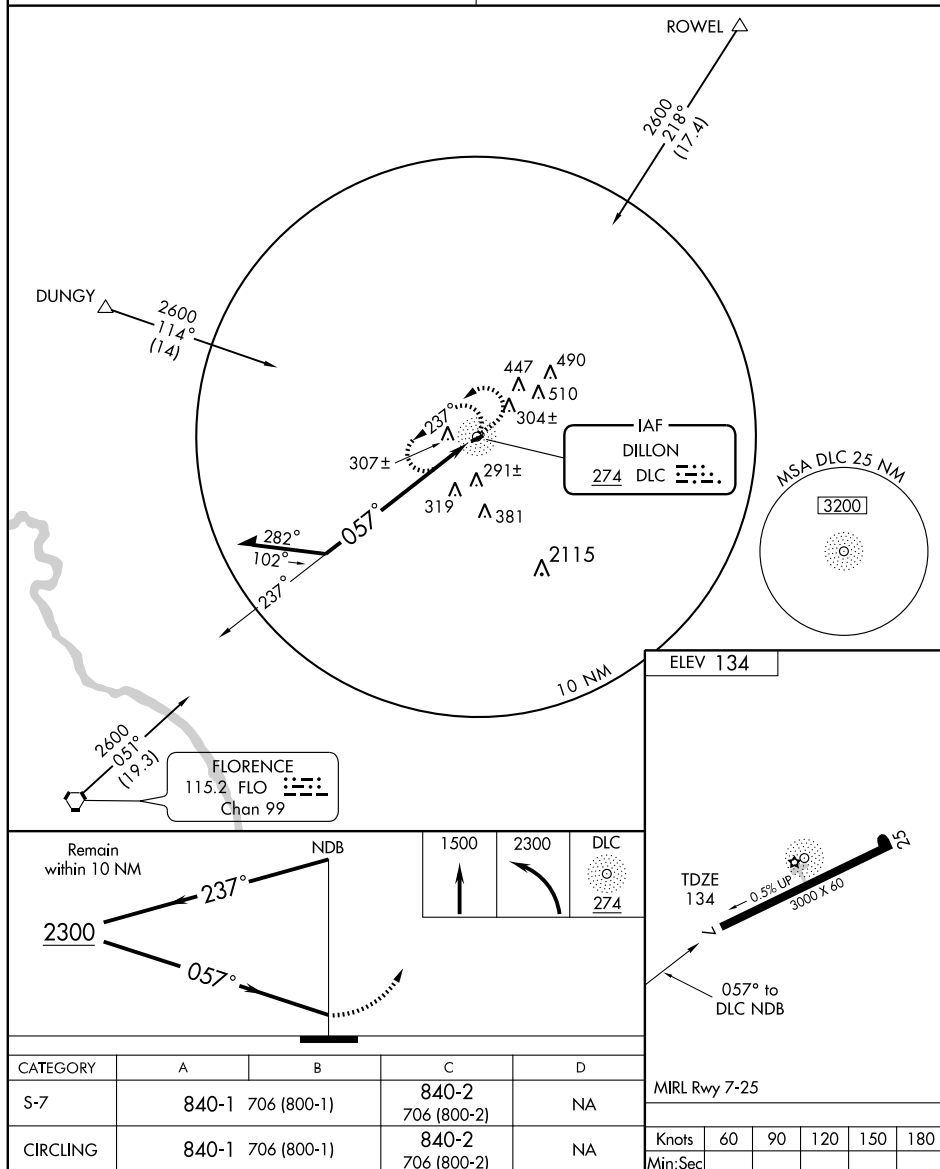 ROWEL
2600
218°
(17.4)
DUNGY
2600
114°
(14)
447
490
510
304±
237°
307±
IAF
DILLON
274 DLC
291±
319
381
057°
282°
102°
237°
2115
MSA DLC 25 NM
3200
10 NM
2600
051°
(19.3)
FLORENCE
115.2 FLO
Chan 99
ELEV 134
TDZE
134
0.5% UP
3000 X 60
25
7
057° to
DLC NDB
MIRL Rwy 7-25
Remain
within 10 NM
NDB
237°
2300
057°
1500
2300
DLC
274
CATEGORY A B C D
S-7 840-1 706 (800-1) 840-2 706 (800-2) NA
CIRCLING 840-1 706 (800-1) 840-2 706 (800-2) NA
Knots 60 90 120 150 180
Min:Sec